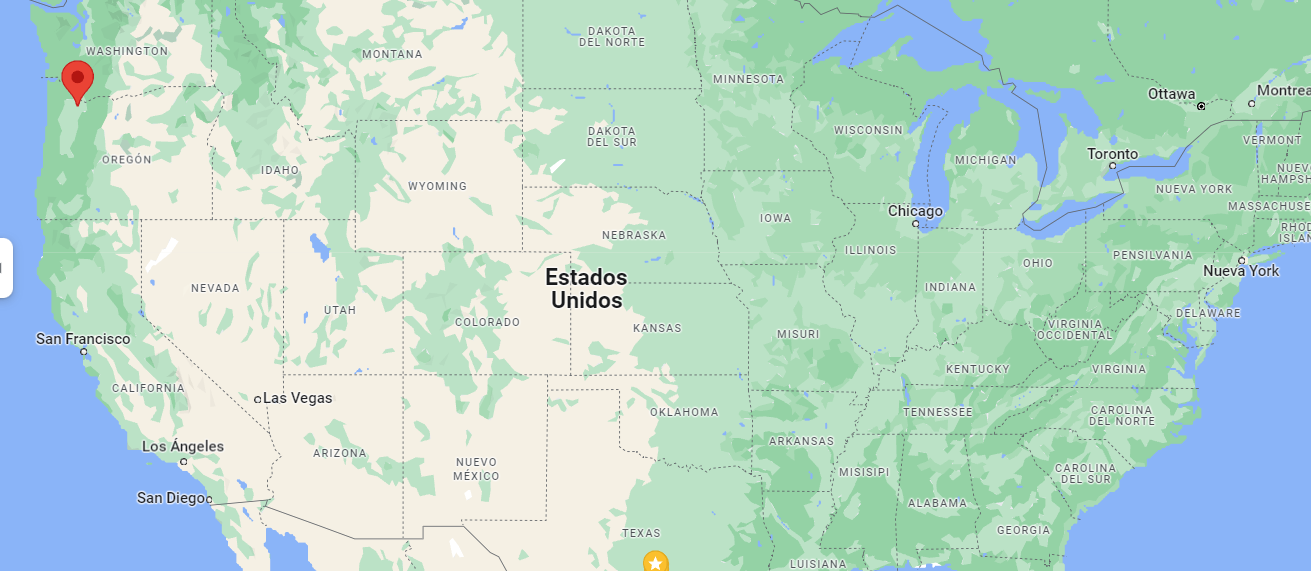 WASHINGTON
MONTANA
DAKOTA
DEL NORTE
MINNESOTA
Ottawa
Montrea
VERMONT
OREGÓN
IDAHO
WYOMING
DAKOTA
DEL SUR
WISCONSIN
MICHIGAN
Toronto
NUEVA YORK
NUEV
HAMPSH
MASSACHUSE
RHOD
ISLAN
IOWA
Chicago
NEBRASKA
ILLINOIS
INDIANA
OHIO
PENSILVANIA
Nueva York
NEVADA
UTAH
COLORADO
Estados
Unidos
KANSAS
MISURI
VIRGINIA
OCCIDENTAL
DELAWARE
San Francisco
CALIFORNIA
Las Vegas
KENTUCKY
VIRGINIA
Los Ángeles
San Diego
ARIZONA
NUEVO
MÉXICO
OKLAHOMA
ARKANSAS
TENNESSEE
CAROLINA
DEL NORTE
MISISIPI
ALABAMA
CAROLINA
DEL SUR
GEORGIA
TEXAS
LUISIANA